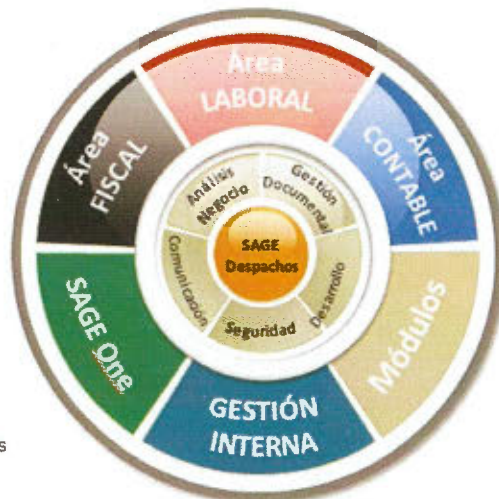 Área
LABORAL
Área
CONTABLE
Módulos
GESTIÓN
INTERNA
SAGE One
Área
FISCAL
Análisis
Negocio
Gestión
Documental
Desarrollo
Seguridad
Comunicación
SAGE
Despachos
s